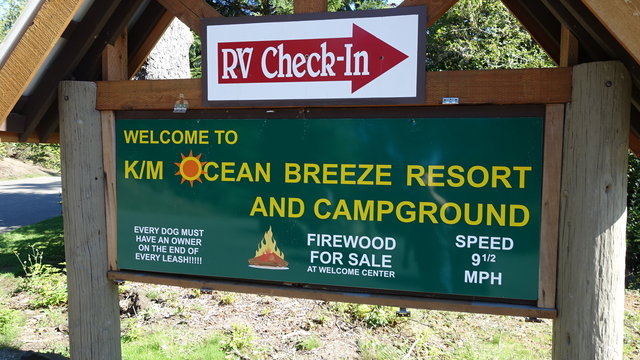 RV Check-In
WELCOME TO
K/M OCEAN BREEZE RESORT
AND CAMPGROUND
EVERY DOG MUST
HAVE AN OWNER
ON THE END OF
EVERY LEASH!!!!!
FIREWOOD
FOR SALE
AT WELCOME CENTER
SPEED
9 1/2
MPH